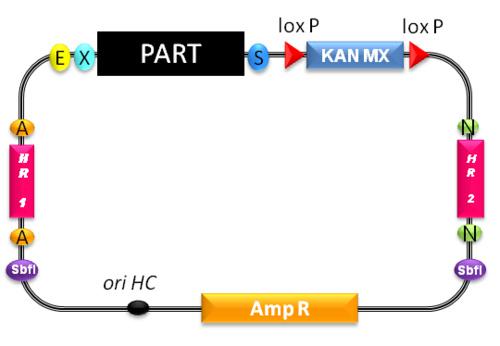 lox P
lox P
E
X
PART
S
KAN MX
A
N
HR 1
HR 2
A
N
SbfI
SbfI
ori HC
Amp R